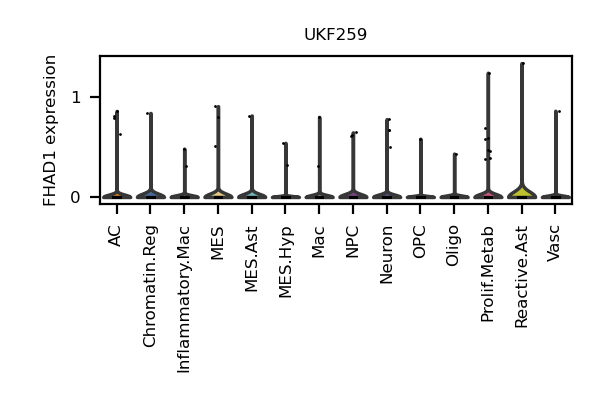 UKF259
FHAD1 expression
1
0
AC
Chromatin.Reg
Inflammatory.Mac
MES
MES.Ast
MES.Hyp
Mac
NPC
Neuron
OPC
Oligo
Prolif.Metab
Reactive.Ast
Vasc